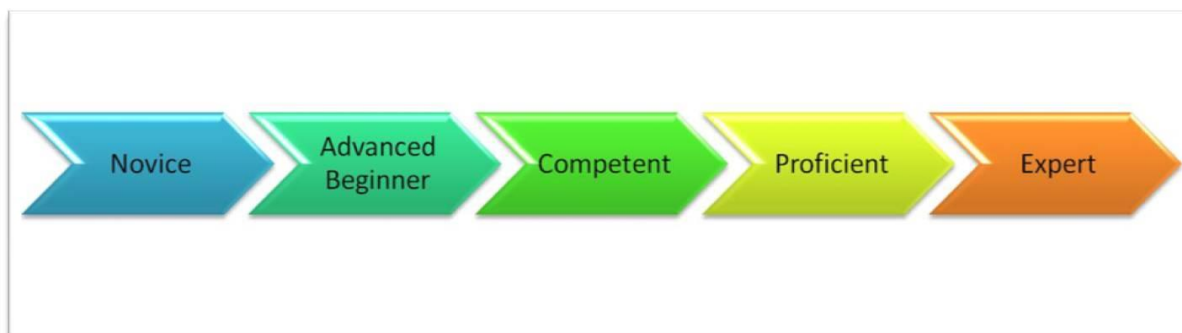 Novice
Advanced
Beginner
Competent
Proficient
Expert